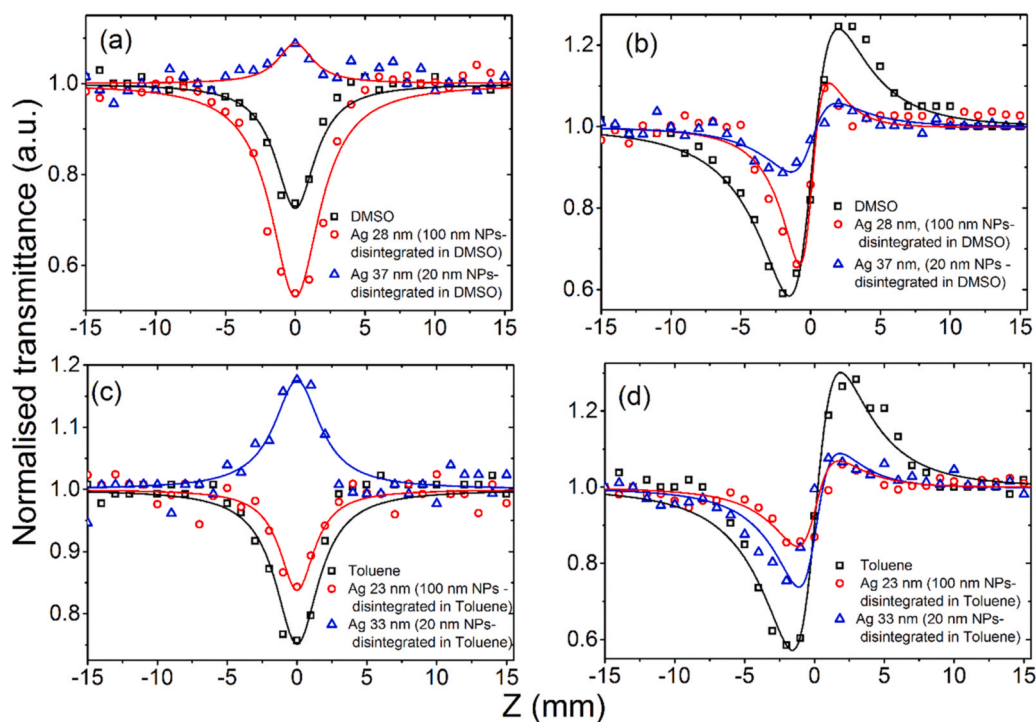 Normalised transmittance (a.u.)
(a)
1.0
0.8
0.6
DMSO
Ag 28 nm, (100 nm NPs-
disintegrated in DMSO)
Ag 37 nm (20 nm NPs-
disintegrated in DMSO)
-15 -10 -5 0 5 10 15
(b)
1.2
1.0
0.8
0.6
DMSO
Ag 28 nm, (100 nm NPs-
disintegrated in DMSO)
Ag 37 nm, (20 nm NPs -
disintegrated in DMSO)
-15 -10 -5 0 5 10 15
(c)
1.2
1.1
1.0
0.9
0.8
Toluene
Ag 23 nm (100 nm NPs -
disintegrated in Toluene)
Ag 33 nm (20 nm NPs-
disintegrated in Toluene)
-15 -10 -5 0 5 10 15
(d)
1.2
1.0
0.8
0.6
Toluene
Ag 23 nm (100 nm NPs-
disintegrated in Toluene)
Ag 33 nm (20 nm NPs-
disintegrated in Toluene)
-15 -10 -5 0 5 10 15
Z (mm)